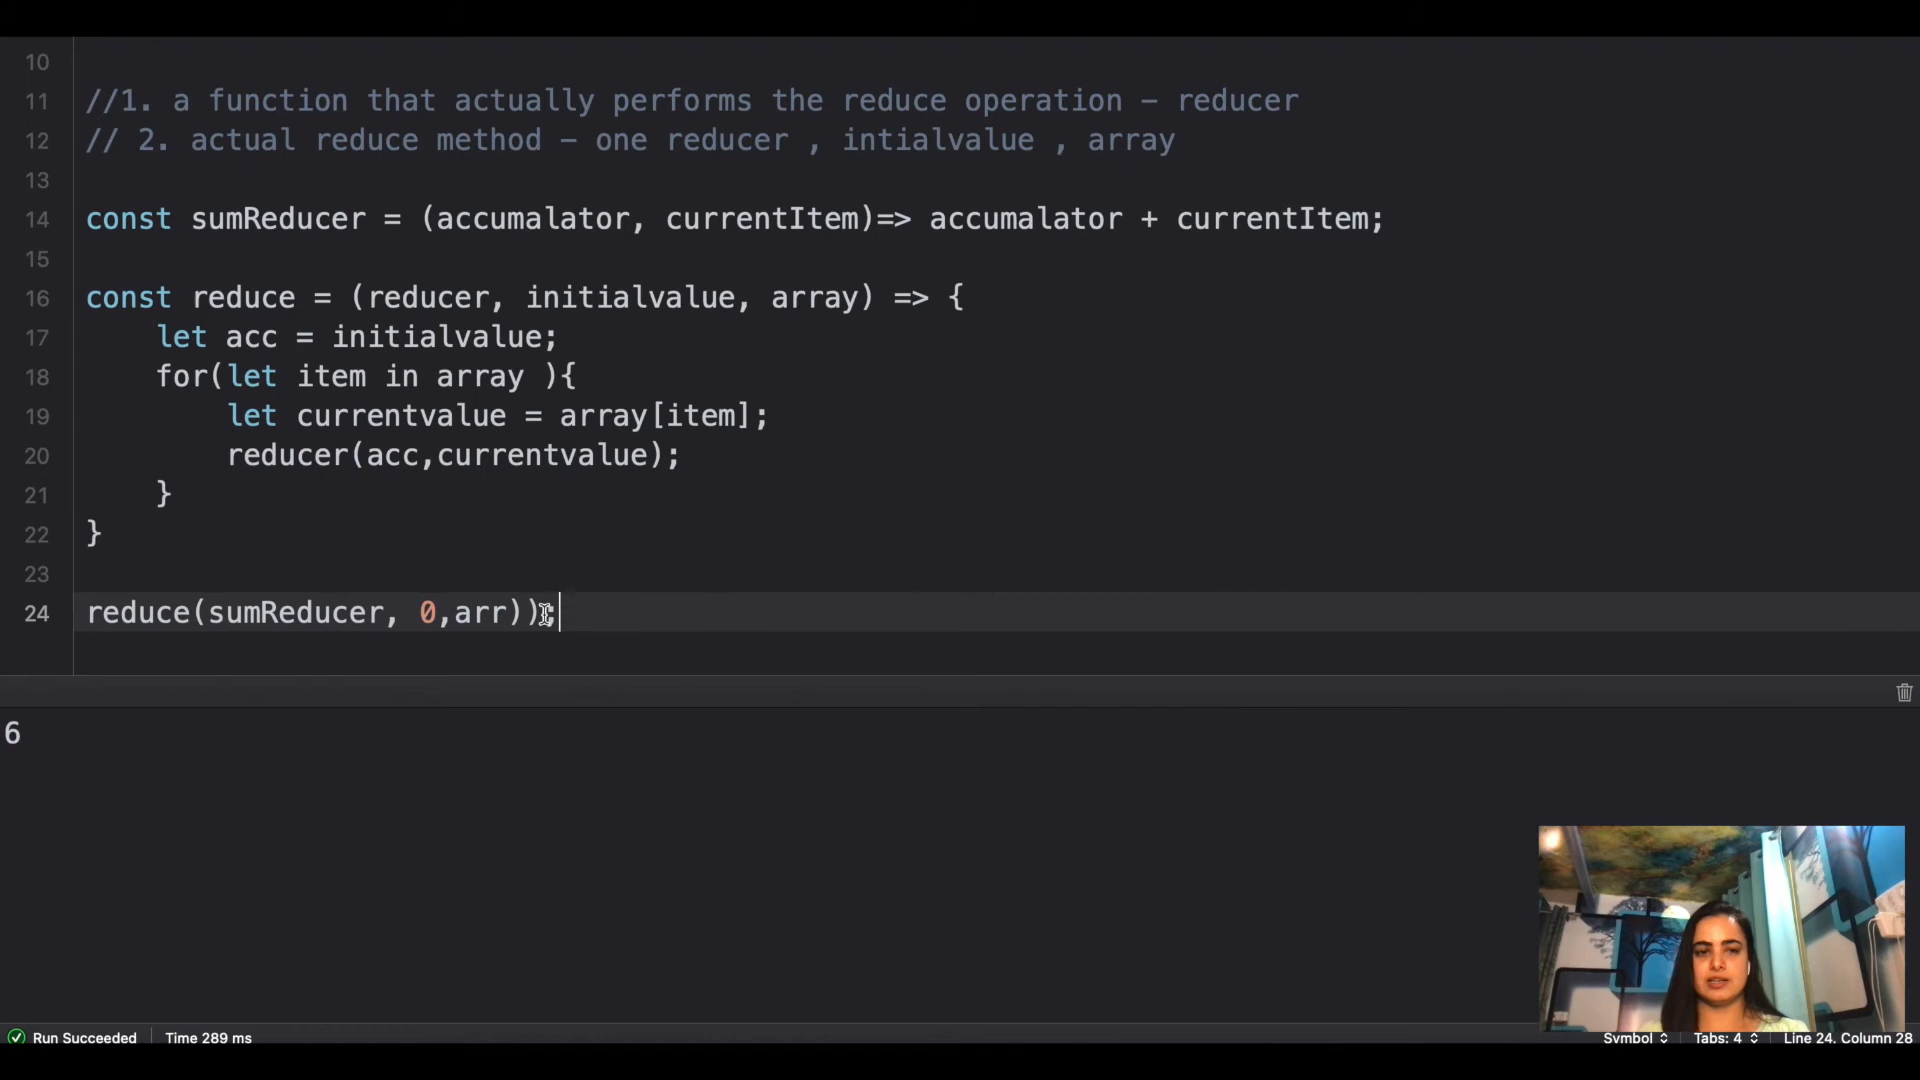 10
11 //1. a function that actually performs the reduce operation – reducer
12 // 2. actual reduce method – one reducer , intialvalue , array
13
14 const sumReducer = (accumalator, currentItem)=> accumalator + currentItem;
15
16 const reduce = (reducer, initialvalue, array) => {
17 let acc = initialvalue;
18 for(let item in array ){
19 let currentvalue = array[item];
20 reducer(acc,currentvalue);
21 }
22 }
23
24 reduce(sumReducer, 0,arr));
6
Run Succeeded Time 289 ms Symbol Tabs: 4 Line 24, Column 28